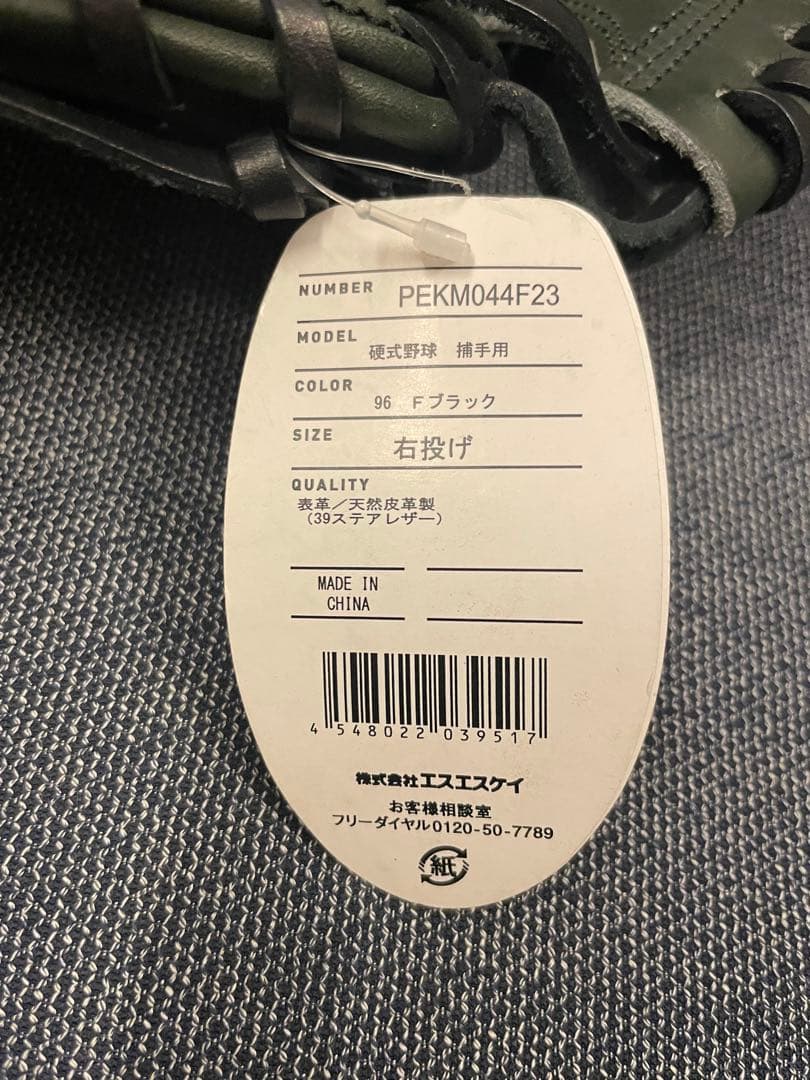 NUMBER PEKM044F23
MODEL 硬式野球 捕手用
COLOR 96 Fブラック
SIZE 右投げ
QUALITY
表革／天然皮革製
（39ステアレザー）
MADE IN
CHINA
4 548022 039517
株式会社エスエスケイ
お客様相談室
フリーダイヤル0120-50-7789
紙